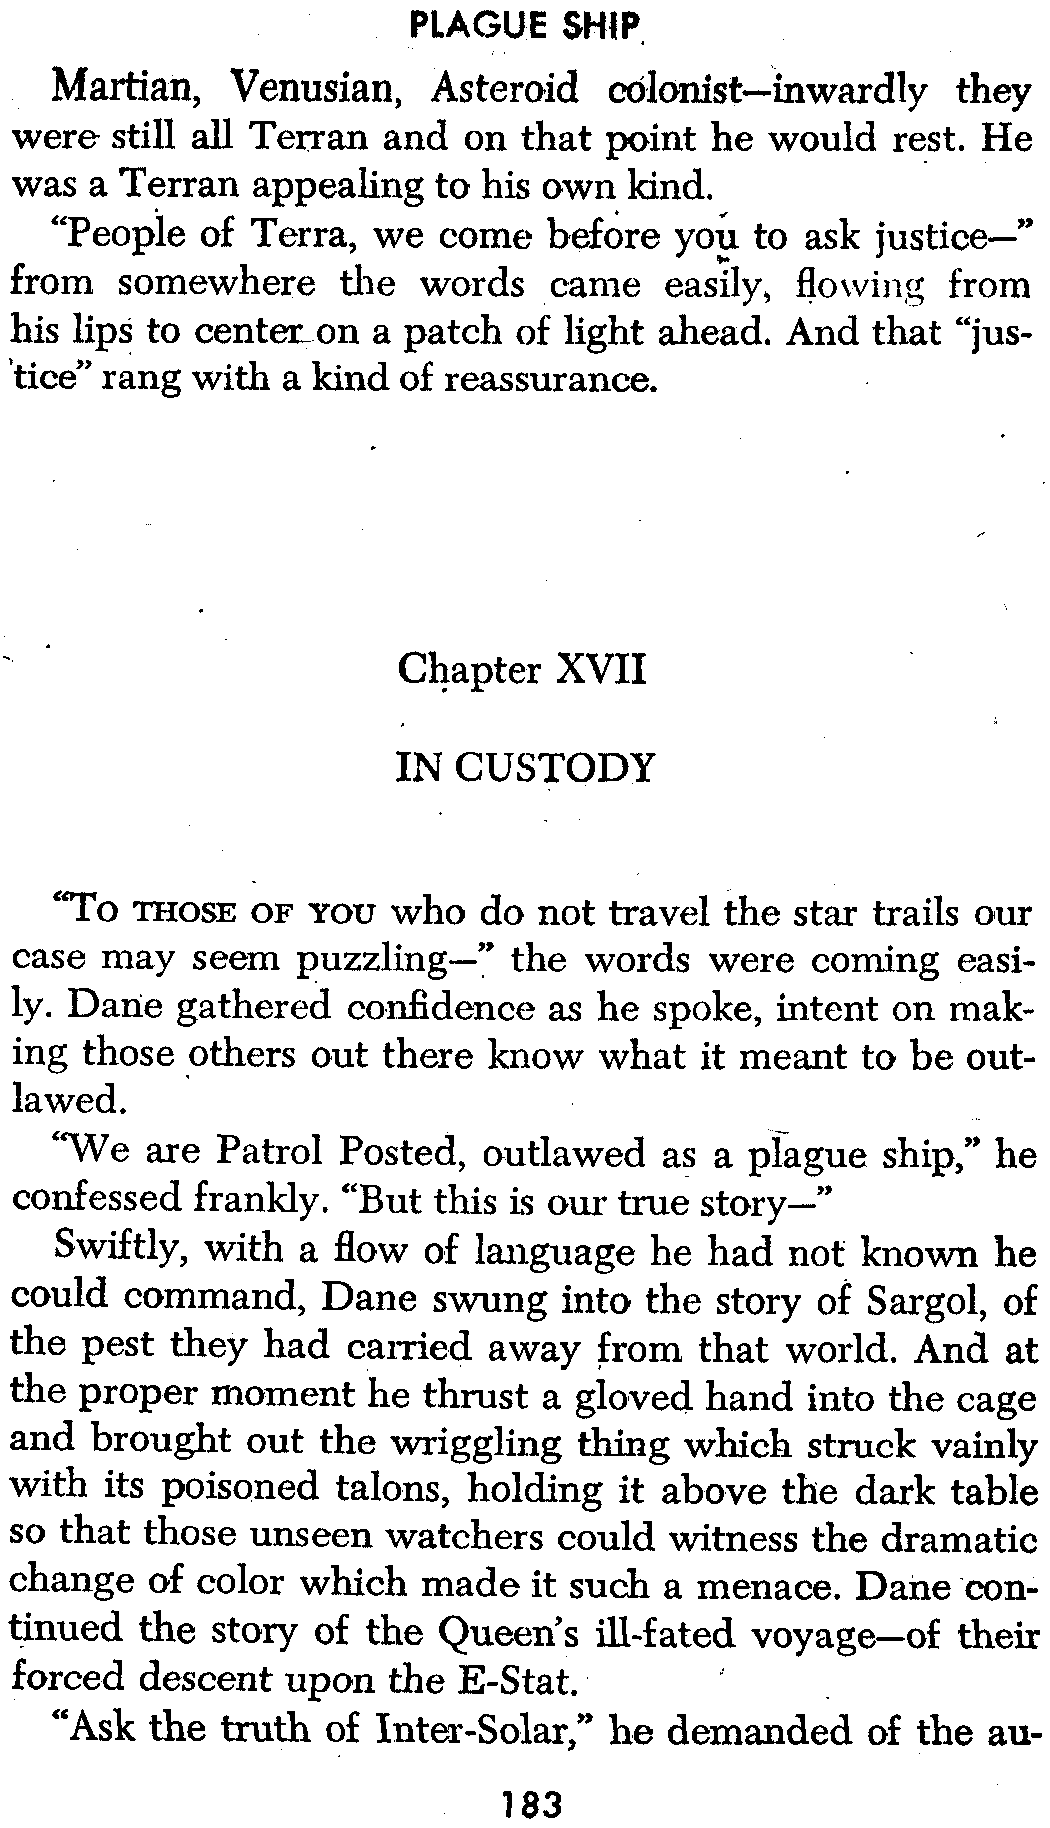 PLAGUE SHIP
Martian, Venusian, Asteroid colonist—inwardly they
were still all Terran and on that point he would rest. He
was a Terran appealing to his own kind.
“People of Terra, we come before you to ask justice—”
from somewhere the words came easily, flowing from
his lips to center on a patch of light ahead. And that “jus-
tice” rang with a kind of reassurance.
Chapter XVII
IN CUSTODY
“To THOSE OF YOU who do not travel the star trails our
case may seem puzzling—” the words were coming easi-
ly. Dane gathered confidence as he spoke, intent on mak-
ing those others out there know what it meant to be out-
lawed.
“We are Patrol Posted, outlawed as a plague ship,” he
confessed frankly. “But this is our true story—”
Swiftly, with a flow of language he had not known he
could command, Dane swung into the story of Sargol, of
the pest they had carried away from that world. And at
the proper moment he thrust a gloved hand into the cage
and brought out the wriggling thing which struck vainly
with its poisoned talons, holding it above the dark table
so that those unseen watchers could witness the dramatic
change of color which made it such a menace. Dane con-
tinued the story of the Queen’s ill-fated voyage—of their
forced descent upon the E-Stat.
“Ask the truth of Inter-Solar,” he demanded of the au-
183